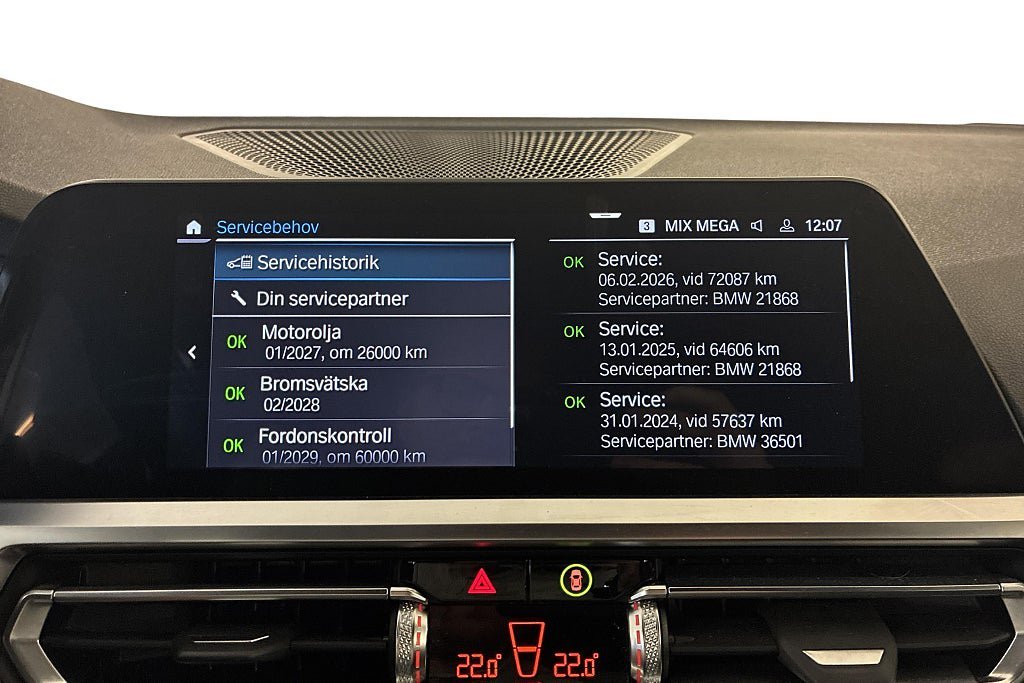 Servicebehov
3 MIX MEGA 12:07
Servicehistorik
Din servicepartner
OK Motorolja
01/2027, om 26000 km
OK Bromsvätska
02/2028
OK Fordonskontroll
01/2029, om 60000 km
OK Service:
06.02.2026, vid 72087 km
Servicepartner: BMW 21868
OK Service:
13.01.2025, vid 64606 km
Servicepartner: BMW 21868
OK Service:
31.01.2024, vid 57637 km
Servicepartner: BMW 36501
22.0° 22.0°